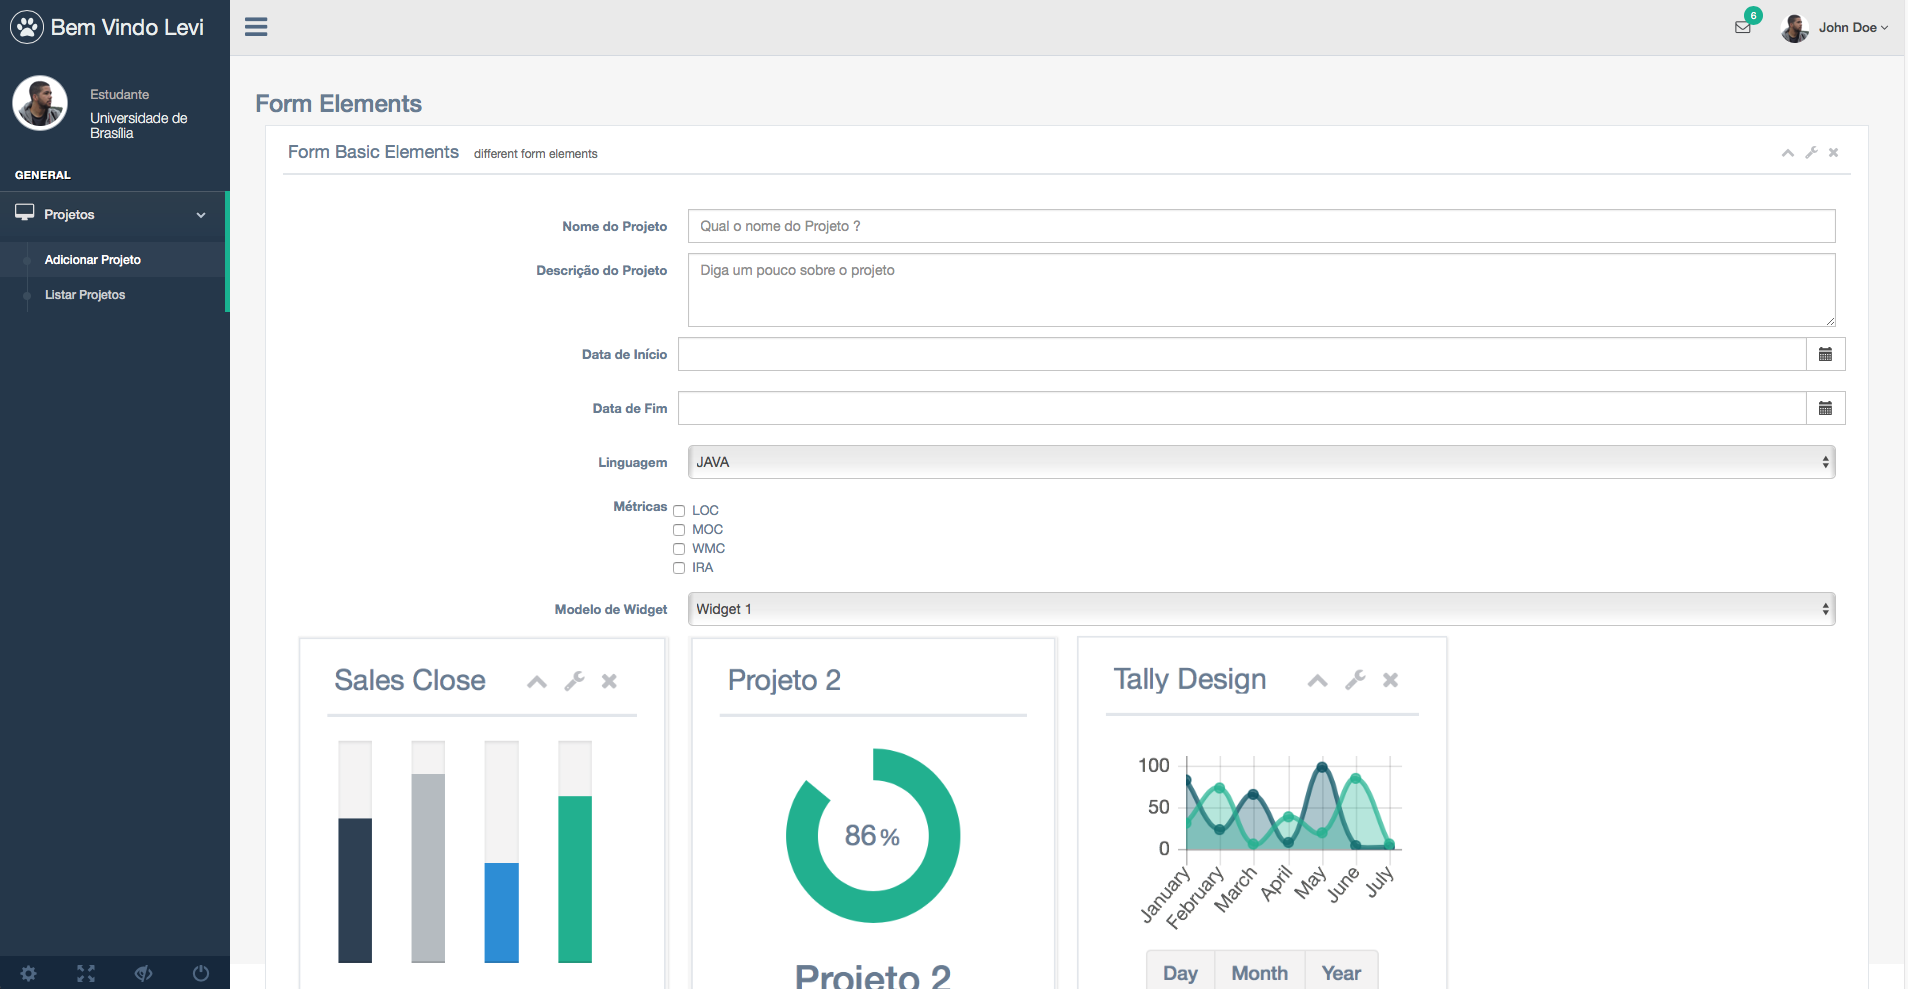 Bem Vindo Levi
6
John Doe
Estudante
Universidade de
Brasília
GENERAL
Projetos
Adicionar Projeto
Listar Projetos
Form Elements
Form Basic Elements different form elements
Nome do Projeto Qual o nome do Projeto ?
Descrição do Projeto Diga um pouco sobre o projeto
Data de Início
Data de Fim
Linguagem JAVA
Métricas LOC
MOC
WMC
IRA
Modelo de Widget Widget 1
Sales Close
Projeto 2
86 %
Projeto 2
Tally Design
100
50
0
January
February
March
April
May
June
July
Day Month Year